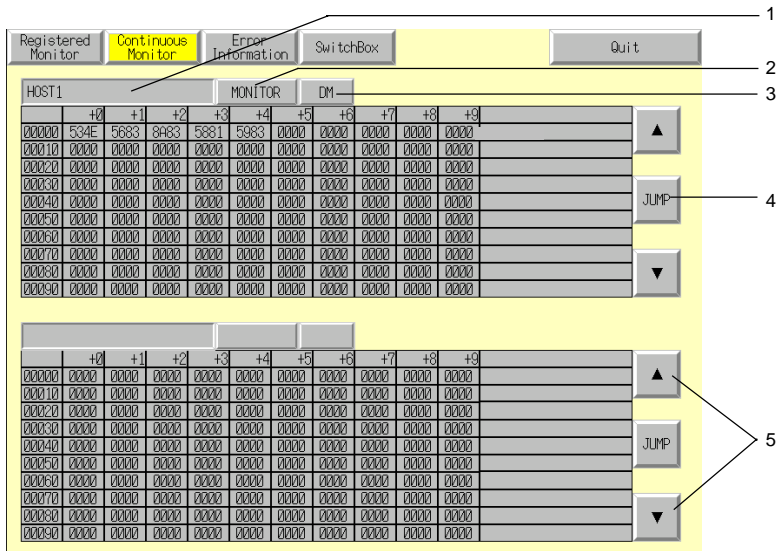 1
Registered Monitor Continuous Monitor Error Information SwitchBox Quit
2
HOST1 MONITOR DM
3
+0 +1 +2 +3 +4 +5 +6 +7 +8 +9
▲
00000 534E 5683 8A83 5881 5983 0000 0000 0000 0000 0000
00010 0000 0000 0000 0000 0000 0000 0000 0000 0000 0000
00020 0000 0000 0000 0000 0000 0000 0000 0000 0000 0000
00030 0000 0000 0000 0000 0000 0000 0000 0000 0000 0000
00040 0000 0000 0000 0000 0000 0000 0000 0000 0000 0000
JUMP
4
00050 0000 0000 0000 0000 0000 0000 0000 0000 0000 0000
00060 0000 0000 0000 0000 0000 0000 0000 0000 0000 0000
00070 0000 0000 0000 0000 0000 0000 0000 0000 0000 0000
00080 0000 0000 0000 0000 0000 0000 0000 0000 0000 0000
▼
00090 0000 0000 0000 0000 0000 0000 0000 0000 0000 0000
+0 +1 +2 +3 +4 +5 +6 +7 +8 +9
▲
00000 0000 0000 0000 0000 0000 0000 0000 0000 0000 0000
00010 0000 0000 0000 0000 0000 0000 0000 0000 0000 0000
00020 0000 0000 0000 0000 0000 0000 0000 0000 0000 0000
00030 0000 0000 0000 0000 0000 0000 0000 0000 0000 0000
00040 0000 0000 0000 0000 0000 0000 0000 0000 0000 0000
JUMP
5
00050 0000 0000 0000 0000 0000 0000 0000 0000 0000 0000
00060 0000 0000 0000 0000 0000 0000 0000 0000 0000 0000
00070 0000 0000 0000 0000 0000 0000 0000 0000 0000 0000
00080 0000 0000 0000 0000 0000 0000 0000 0000 0000 0000
▼
00090 0000 0000 0000 0000 0000 0000 0000 0000 0000 0000